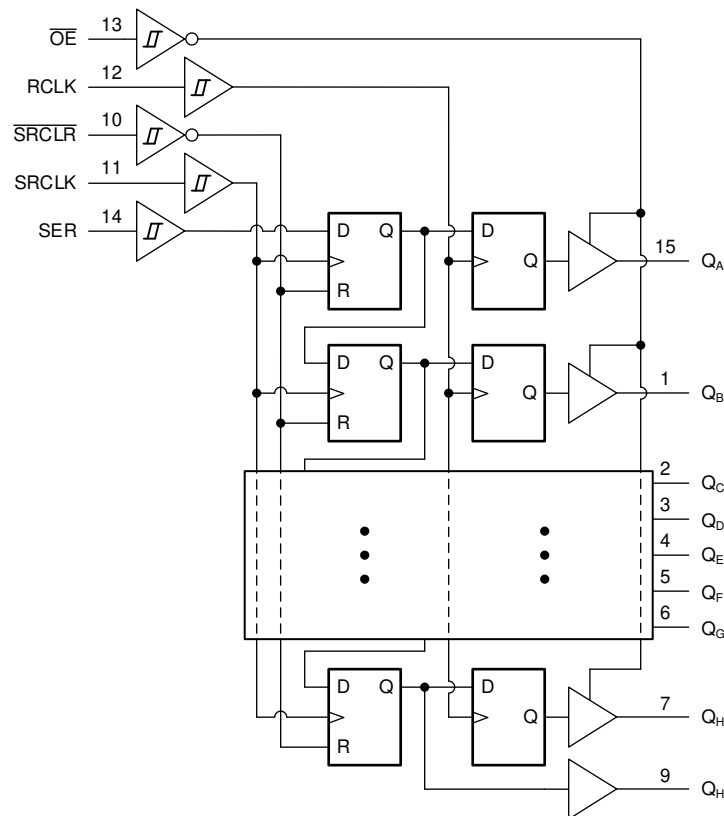 13
OE
12
RCLK
10
SRCLR
11
SRCLK
14
SER
D Q D
Q
R
15
QA
D Q D
Q
R
1
QB
2
QC
3
QD
4
QE
5
QF
6
QG
D Q D
Q
R
7
QH
9
QH